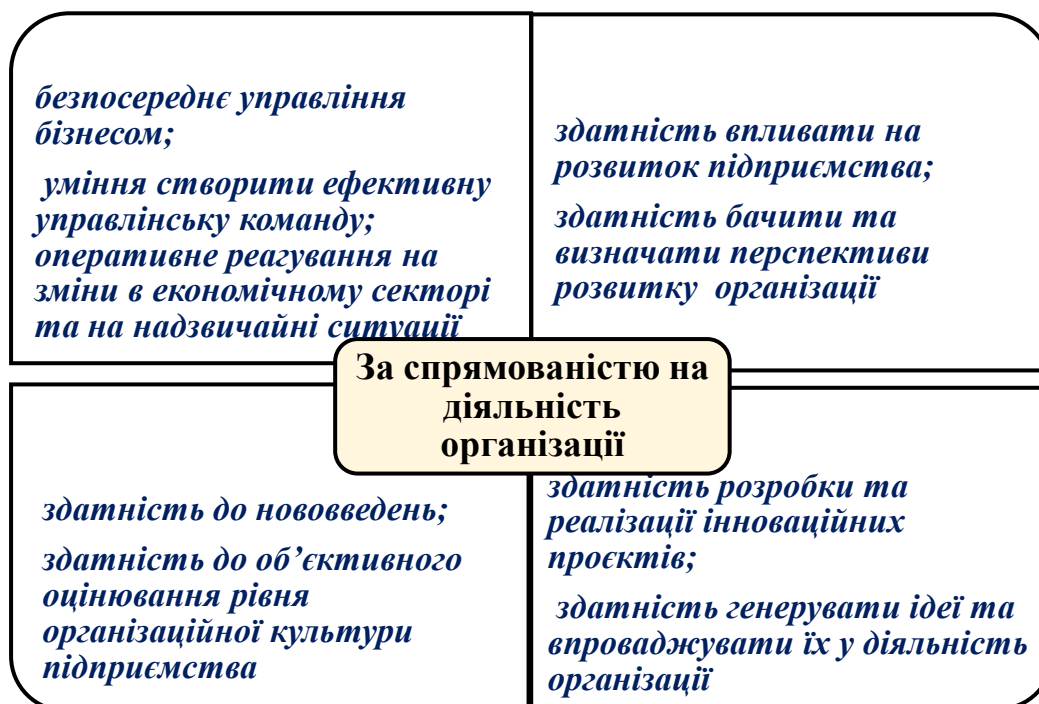 безпосереднє управління
бізнесом;
уміння створити ефективну
управлінську команду;
оперативне реагування на
зміни в економічному секторі
та на надзвичайні ситуації
здатність впливати на
розвиток підприємства;
здатність бачити та
визначати перспективи
розвитку організації
За спрямованістю на
діяльність
організації
здатність до нововведень;
здатність до об’єктивного
оцінювання рівня
організаційної культури
підприємства
здатність розробки та
реалізації інноваційних
проєктів;
здатність генерувати ідеї та
впроваджувати їх у діяльність
організації